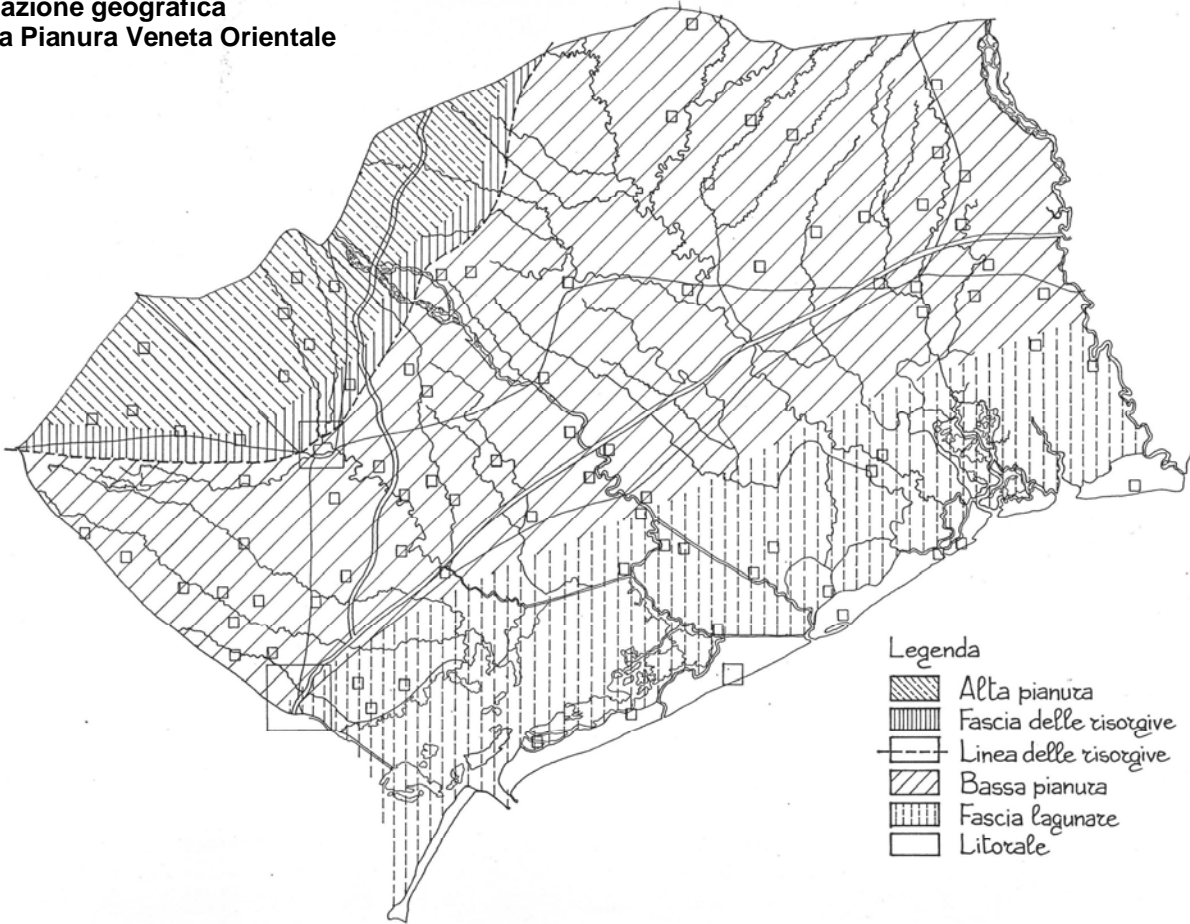 azione geografica
a Pianura Veneta Orientale
Legenda
Alta pianura
Fascia delle risorgive
Linea delle risorgive
Bassa pianura
Fascia lagunare
Litorale